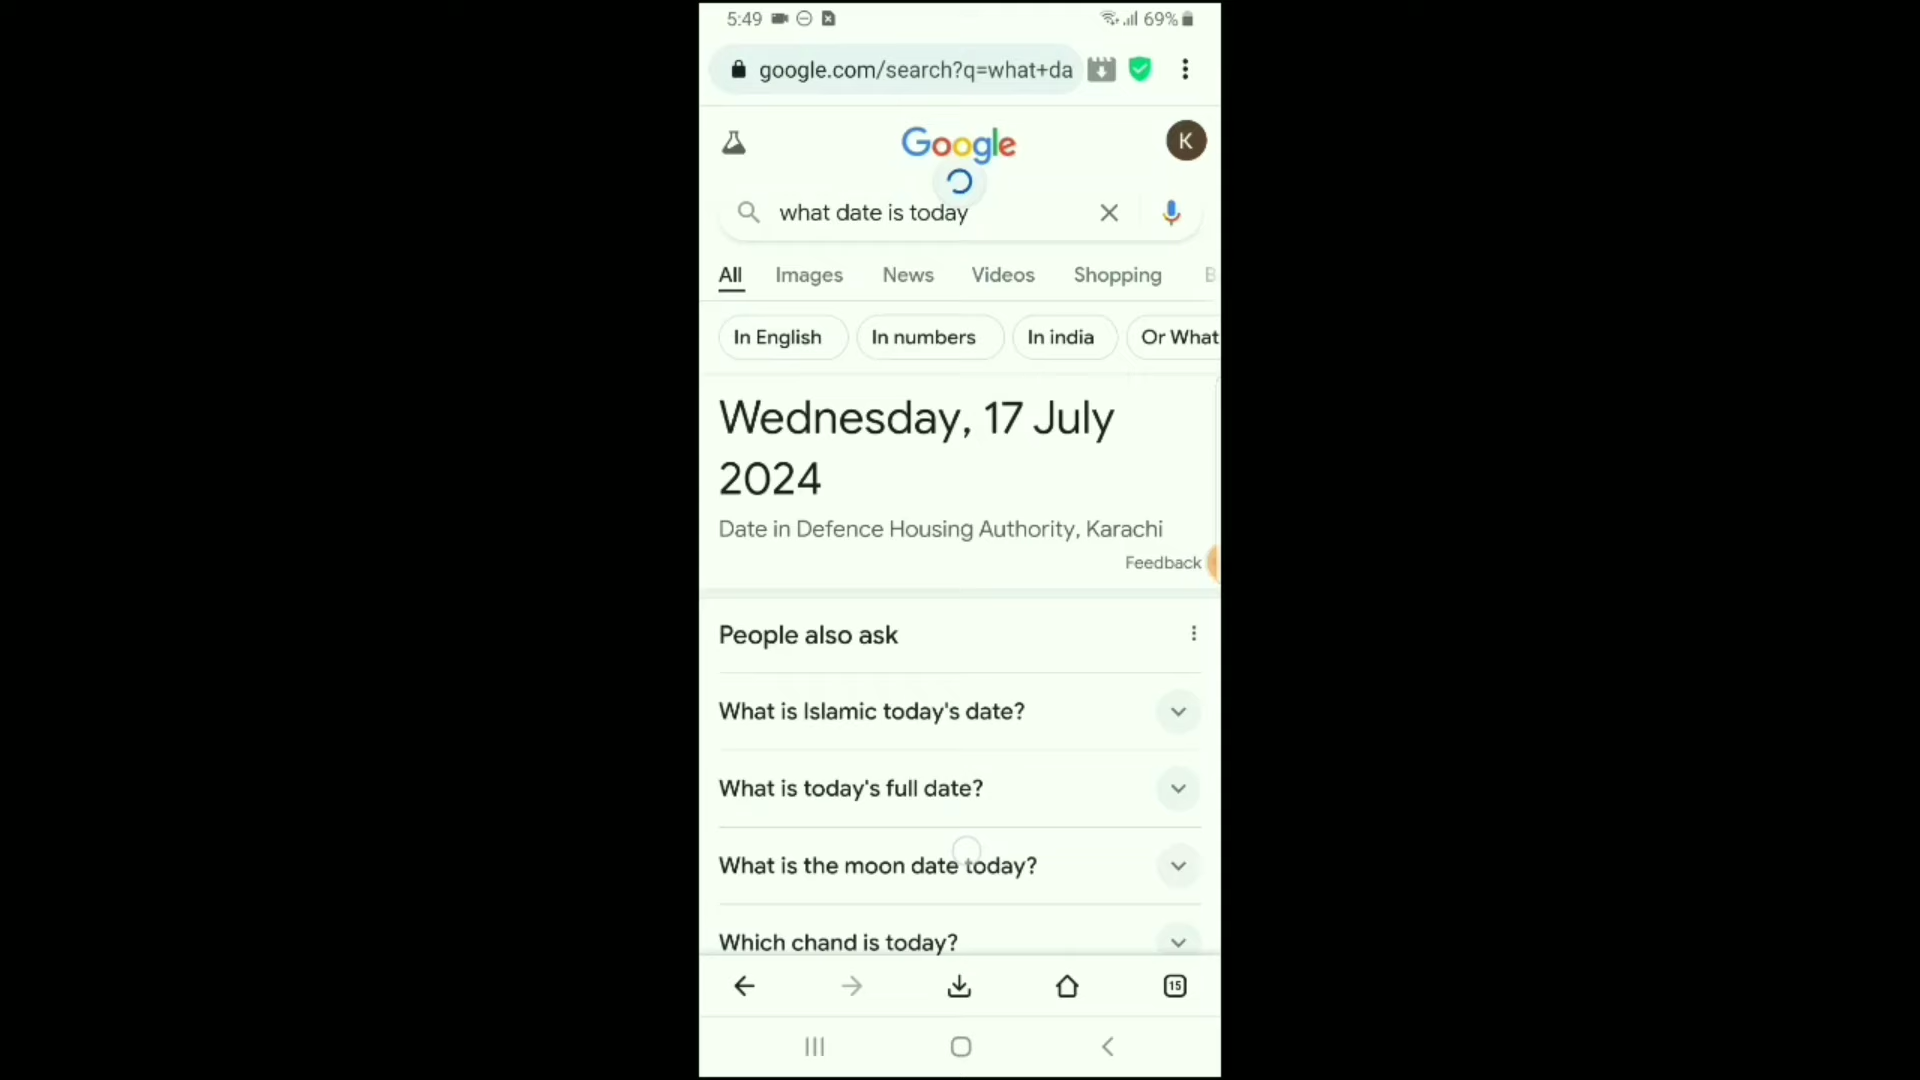 5:49 69%
google.com/search?q=what+da
Google
K
what date is today
All Images News Videos Shopping B
In English In numbers In india Or What
Wednesday, 17 July
2024
Date in Defence Housing Authority, Karachi
Feedback
People also ask
What is Islamic today's date?
What is today's full date?
What is the moon date today?
Which chand is today?
15